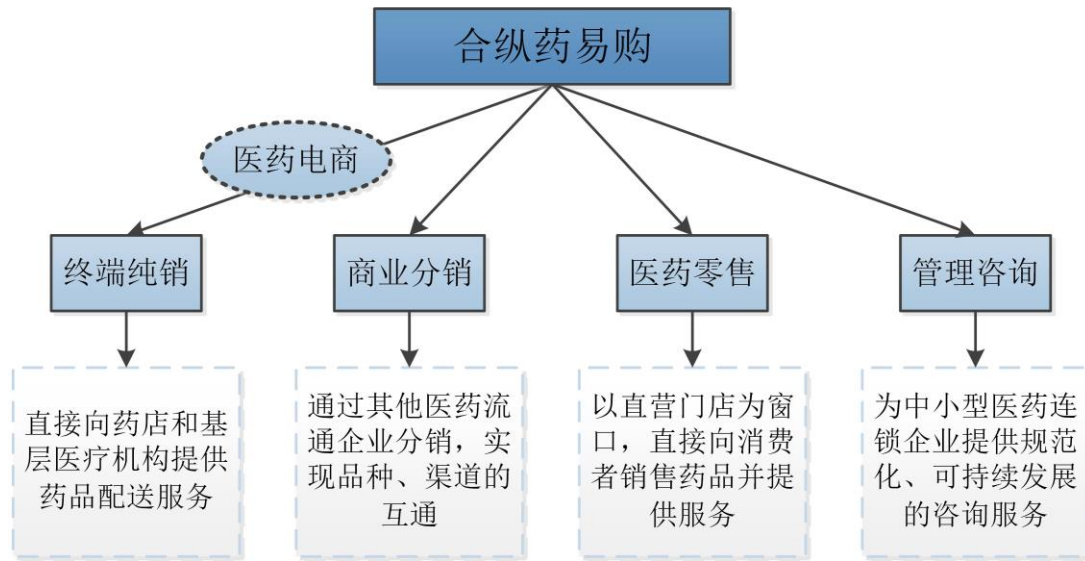 合纵药易购
医药电商
终端纯销
商业分销
医药零售
管理咨询
直接向药店和基
层医疗机构提供
药品配送服务
通过其他医药流
通企业分销，实
现品种、渠道的
互通
以直营门店为窗
口，直接向消费
者销售药品并提
供服务
为中小型医药连
锁企业提供规范
化、可持续发展
的咨询服务